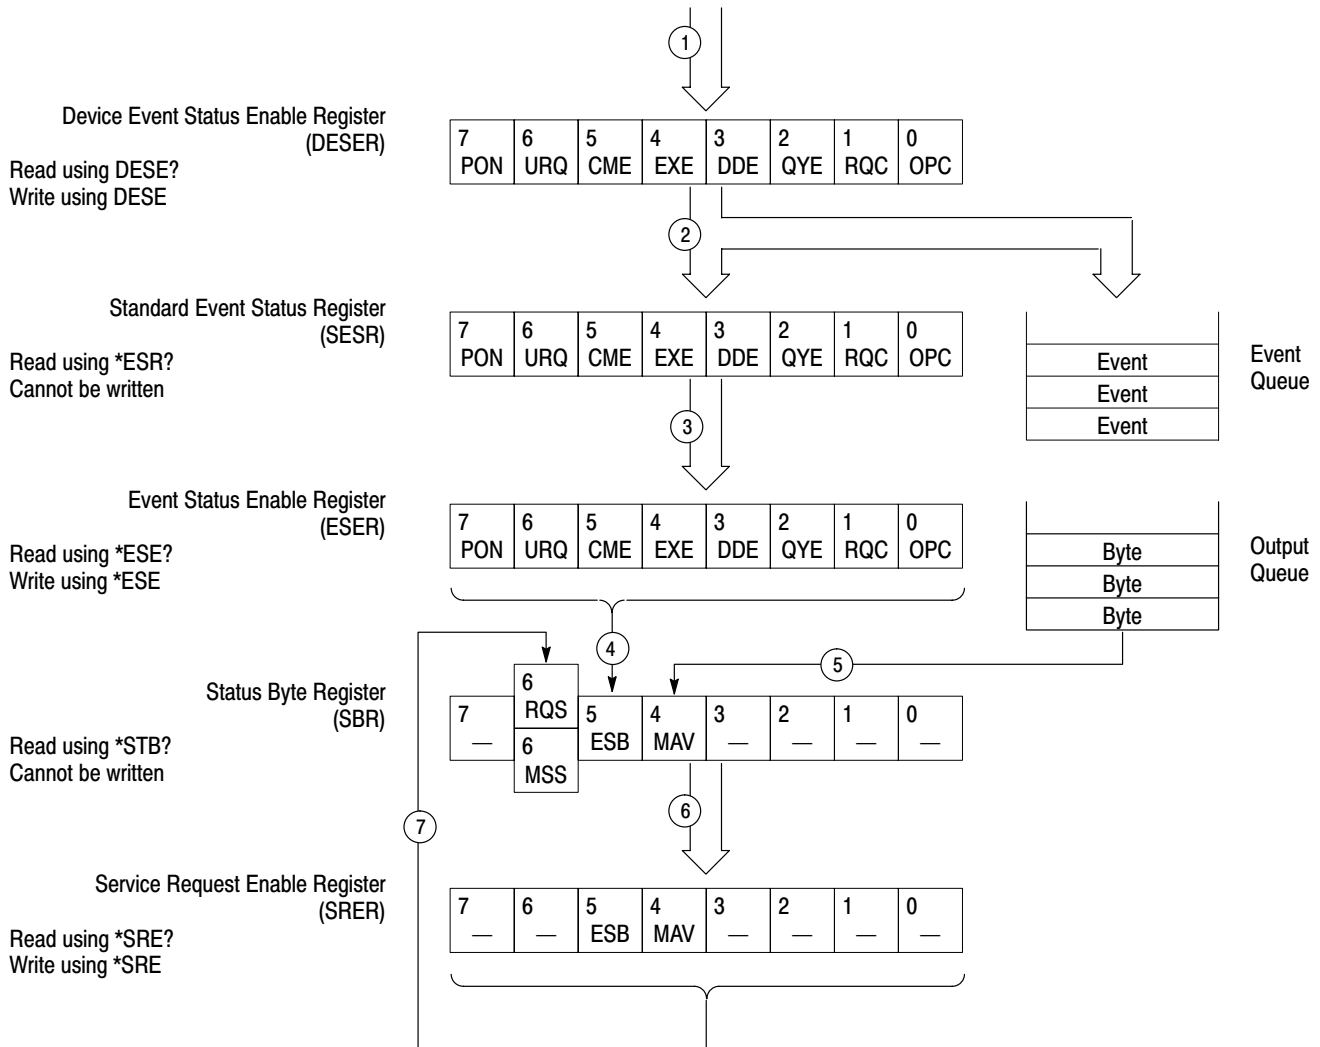 1
Device Event Status Enable Register
(DESER)
Read using DESE?
Write using DESE
7 6 5 4 3 2 1 0
PON URQ CME EXE DDE QYE RQC OPC
2
Standard Event Status Register
(SESR)
Read using *ESR?
Cannot be written
7 6 5 4 3 2 1 0
PON URQ CME EXE DDE QYE RQC OPC
Event
Event
Event
Event
Queue
3
Event Status Enable Register
(ESER)
Read using *ESE?
Write using *ESE
7 6 5 4 3 2 1 0
PON URQ CME EXE DDE QYE RQC OPC
Byte
Byte
Byte
Output
Queue
4
5
Status Byte Register
(SBR)
Read using *STB?
Cannot be written
6
RQS
7 5 4 3 2 1 0
— ESB MAV — — — —
6
MSS
6
7
Service Request Enable Register
(SRER)
Read using *SRE?
Write using *SRE
7 6 5 4 3 2 1 0
— — ESB MAV — — — —